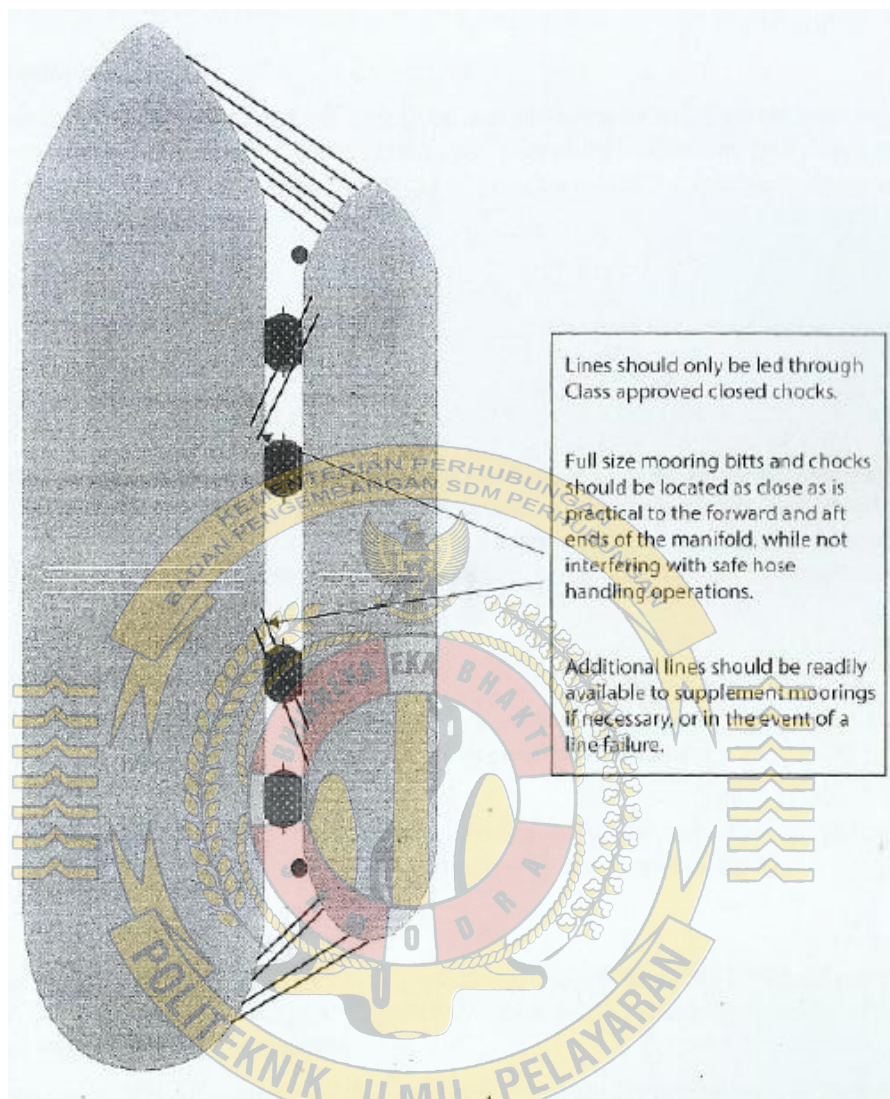 Lines should only be led through
Class approved closed chocks.
Full size mooring bitts and chocks
should be located as close as is
practical to the forward and aft
ends of the manifold, while not
interfering with safe hose
handling operations.
Additional lines should be readily
available to supplement moorings
if necessary, or in the event of a
line failure.
KEMENTERIAN PERHUBUNGAN
BADAN PENGEMBANGAN SDM PERHUBUNGAN
EKA BHAKTI
POLITEKNIK ILMU PELAYARAN